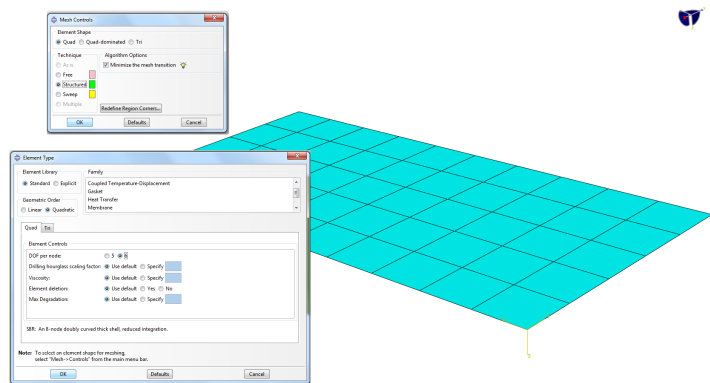 Mesh Controls
Element Shape
Quad Quad-dominated Tri
Technique Algorithm Options
As is Minimize the mesh transition
Free
Structured
Sweep
Multiple Redefine Region Corners...
OK Defaults Cancel
Element Type
Element Library Family
Standard Explicit Coupled Temperature-Displacement
Gasket
Geometric Order Heat Transfer
Linear Quadratic Membrane
Quad Tri
Element Controls
DOF per node: 5 6
Drilling hourglass scaling factor: Use default Specify
Viscosity: Use default Specify
Element deletion: Use default Yes No
Max Degradation: Use default Specify
S8R: An 8-node doubly curved thick shell, reduced integration.
Note: To select an element shape for meshing,
select "Mesh->Controls" from the main menu bar.
OK Defaults Cancel